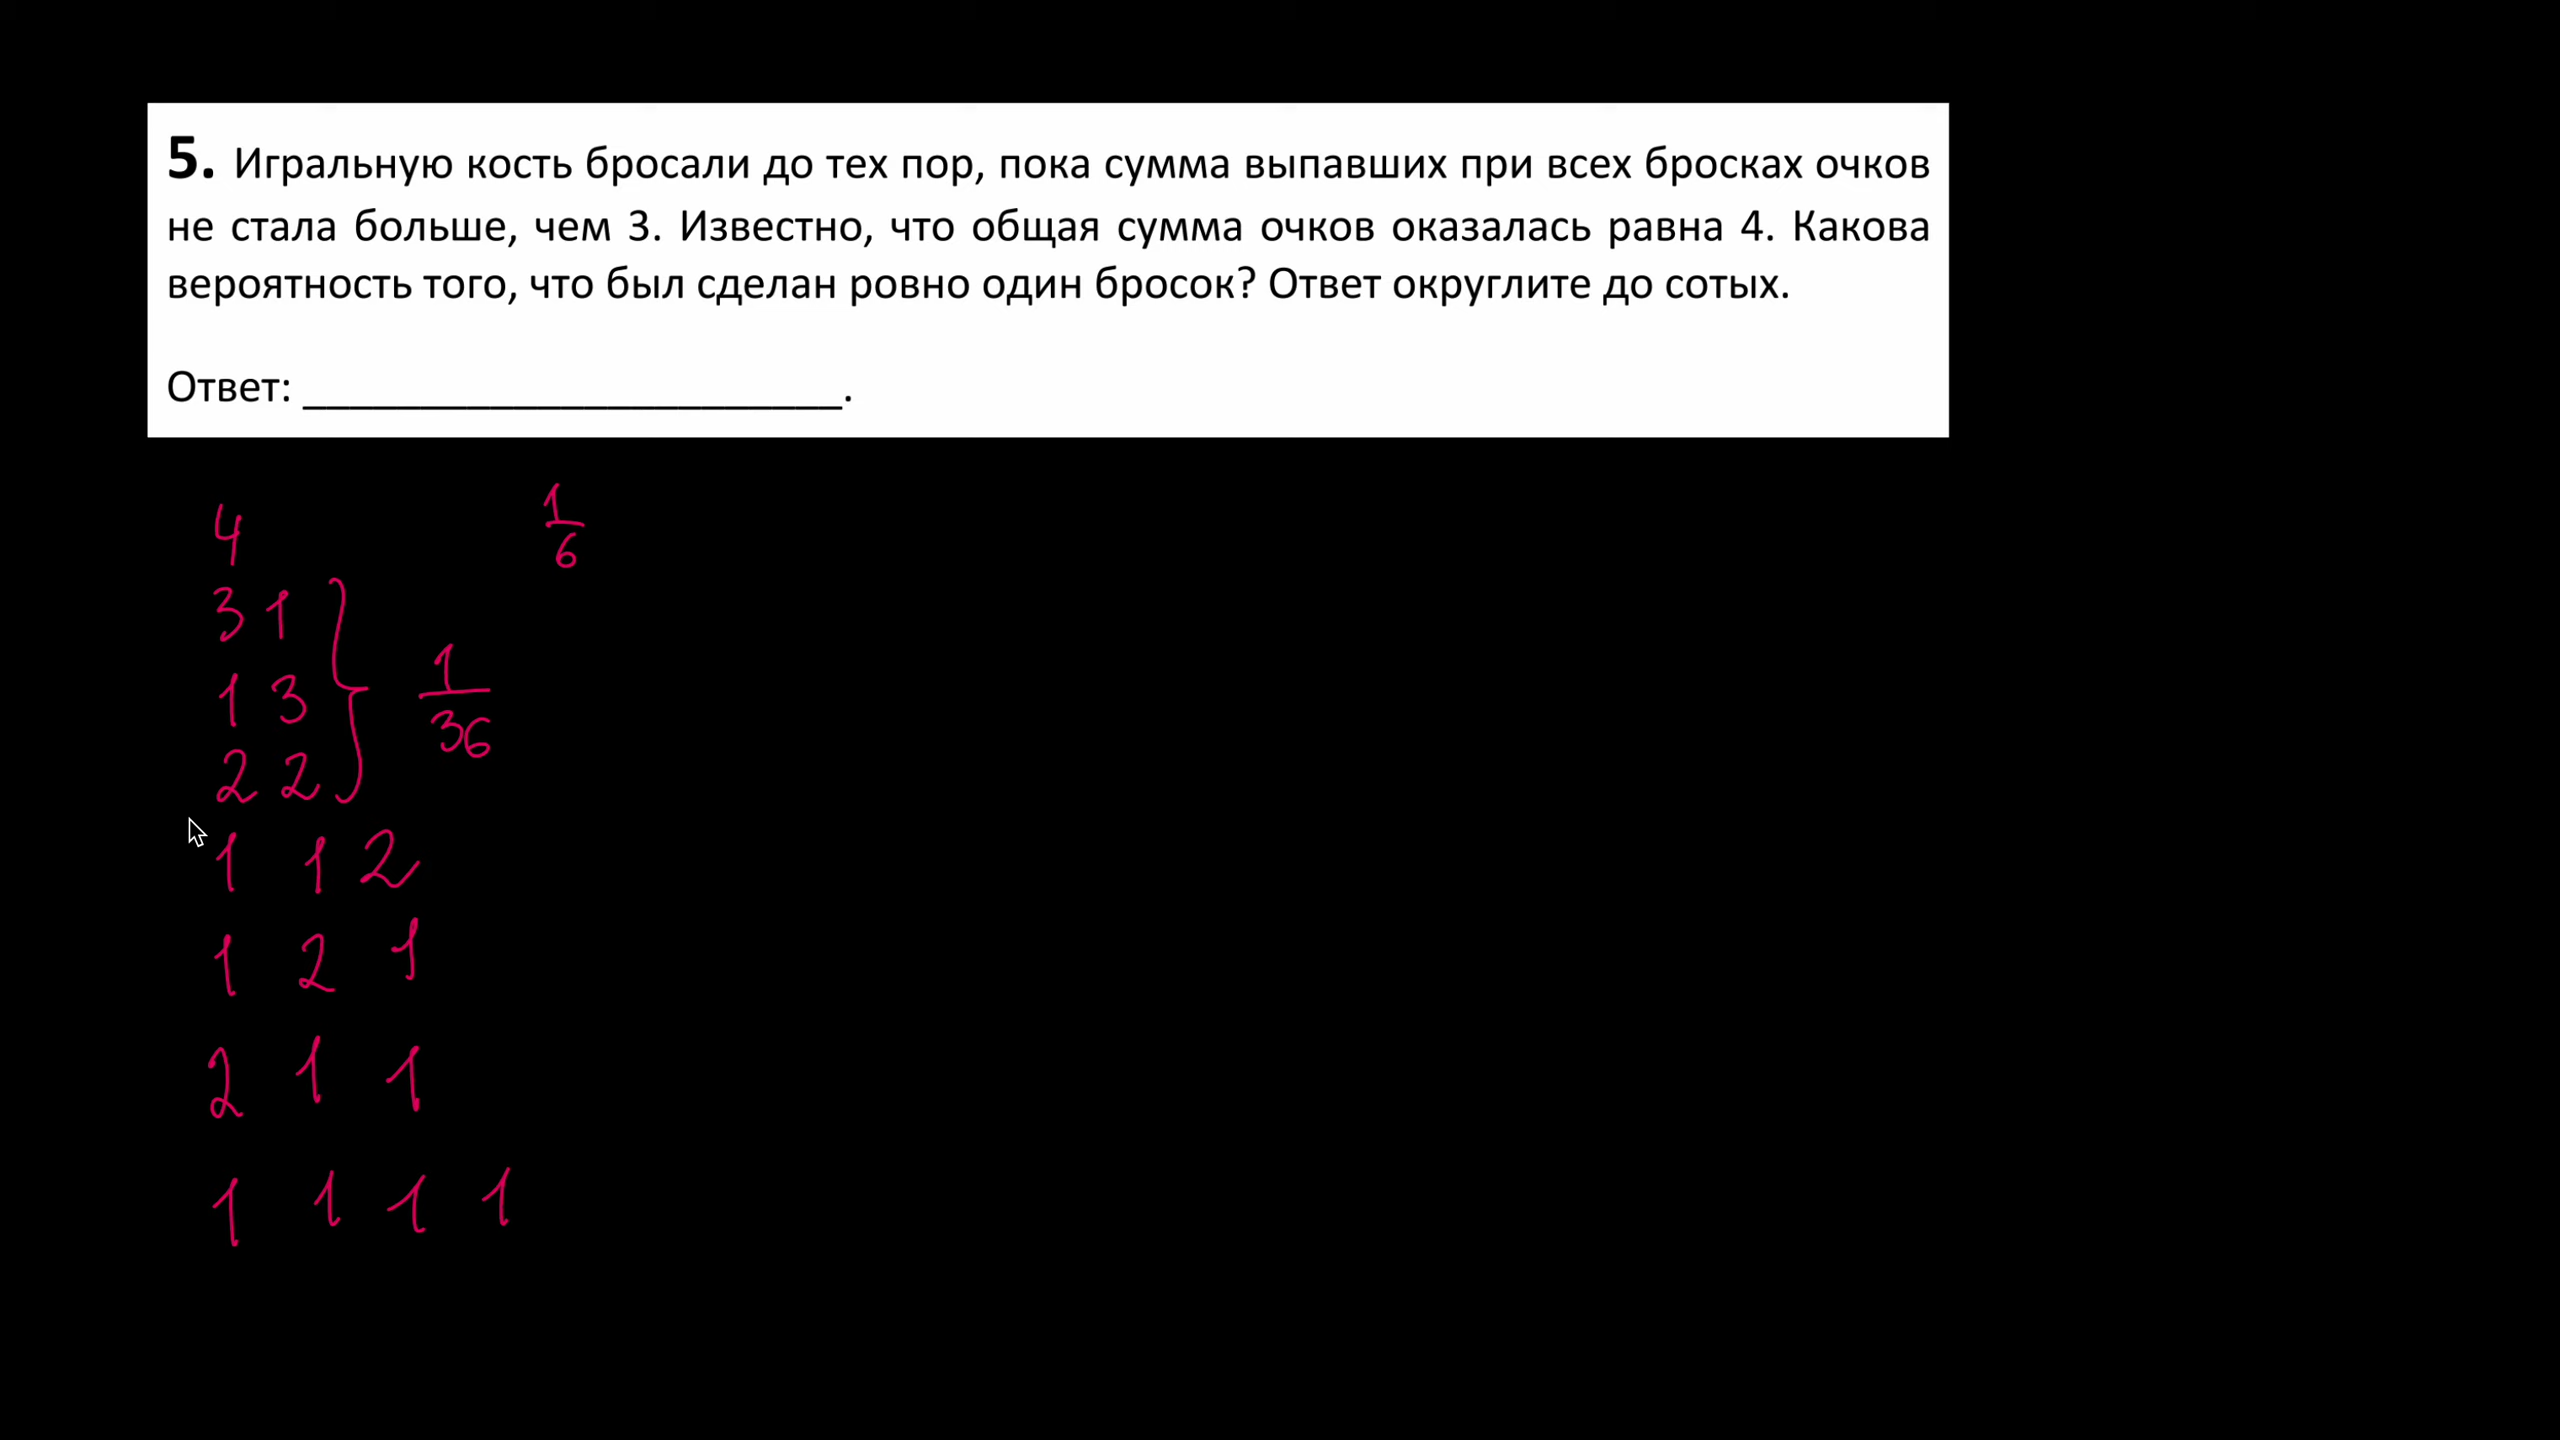 5. Игральную кость бросали до тех пор, пока сумма выпавших при всех бросках очков
не стала больше, чем 3. Известно, что общая сумма очков оказалась равна 4. Какова
вероятность того, что был сделан ровно один бросок? Ответ округлите до сотых.
Ответ: _______________________.
4 1/6
3 1
1 3 1/36
2 2
1 1 2
1 2 1
2 1 1
1 1 1 1